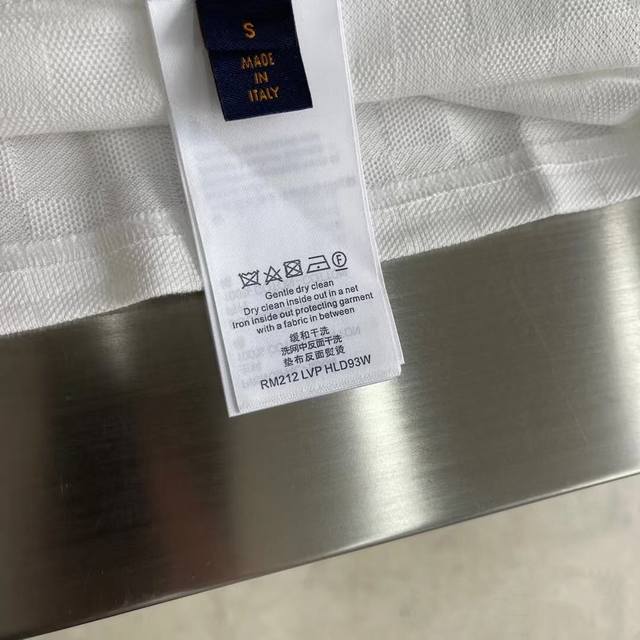 S
MADE
IN
ITALY
Gentle dry clean
Dry clean inside out in a net
Iron inside out protecting garment
with a fabric in between
缓和干洗
洗网中反面干洗
垫布反面熨烫
RM212 LVP HLD93W